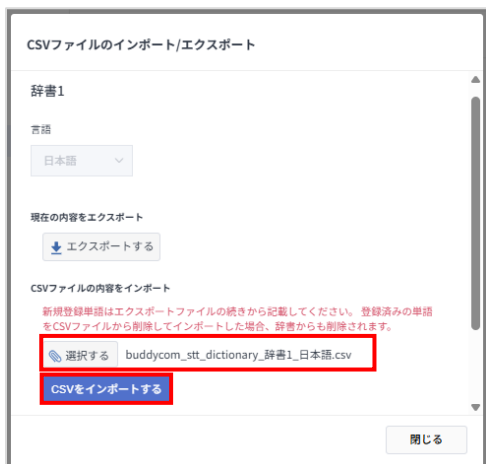 CSVファイルのインポート/エクスポート
辞書1
言語
日本語
現在の内容をエクスポート
エクスポートする
CSVファイルの内容をインポート
新規登録単語はエクスポートファイルの続きから記載してください。 登録済みの単語
をCSVファイルから削除してインポートした場合、辞書からも削除されます。
選択する buddycom_stt_dictionary_辞書1_日本語.csv
CSVをインポートする
閉じる